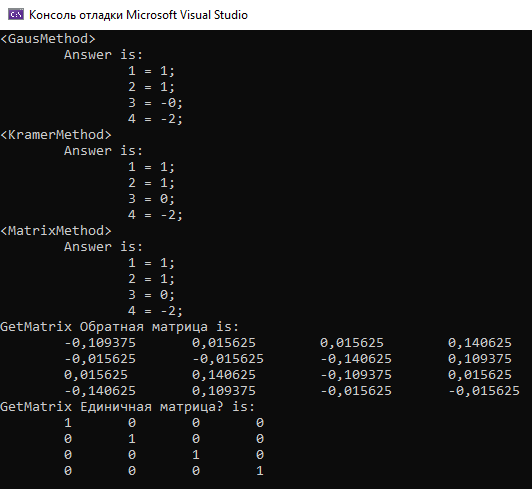 Консоль отладки Microsoft Visual Studio
<GausMethod>
Answer is:
1 = 1;
2 = 1;
3 = -0;
4 = -2;
<KramerMethod>
Answer is:
1 = 1;
2 = 1;
3 = 0;
4 = -2;
<MatrixMethod>
Answer is:
1 = 1;
2 = 1;
3 = 0;
4 = -2;
GetMatrix Обратная матрица is:
-0,109375 0,015625 0,015625 0,140625
-0,015625 -0,015625 -0,140625 0,109375
0,015625 0,140625 -0,109375 0,015625
-0,140625 0,109375 -0,015625 -0,015625
GetMatrix Единичная матрица? is:
1 0 0 0
0 1 0 0
0 0 1 0
0 0 0 1